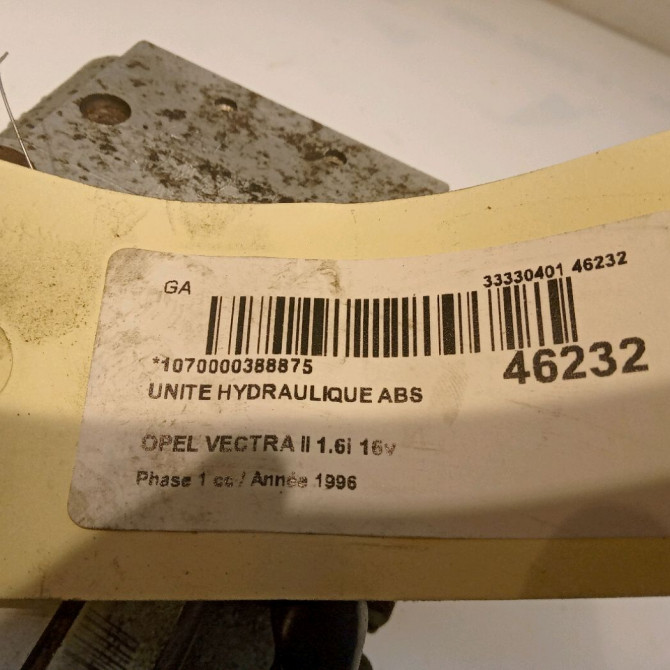 GA
33330401 46232
*1070000388875
46232
UNITE HYDRAULIQUE ABS
OPEL VECTRA II 1.6i 16v
Phase 1 cc / Année 1996